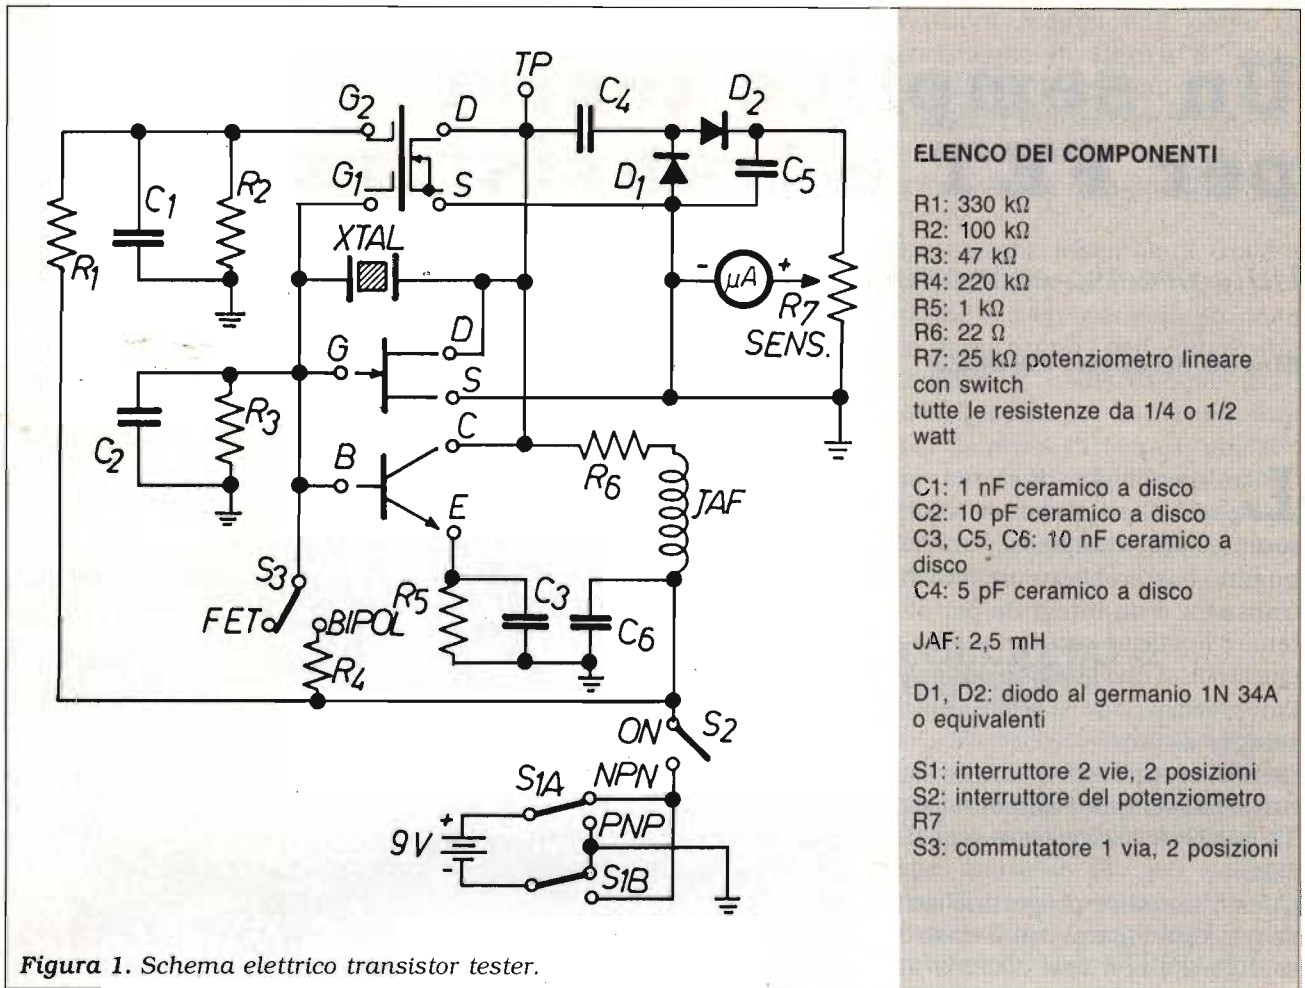 TP
G2
D
C4
D2
G1
S
D1
C5
R1
C1
R2
XTAL
-
µA
+
R7
SENS.
D
G
S
C2
R3
C
B
R6
JAF
E
S3
FET
BIPOL
R5
C3
C6
R4
ON
S2
S1A
NPN
+
PNP
9V
-
S1B
Figura 1. Schema elettrico transistor tester.
ELENCO DEI COMPONENTI
R1: 330 kΩ
R2: 100 kΩ
R3: 47 kΩ
R4: 220 kΩ
R5: 1 kΩ
R6: 22 Ω
R7: 25 kΩ potenziometro lineare
con switch
tutte le resistenze da 1/4 o 1/2
watt
C1: 1 nF ceramico a disco
C2: 10 pF ceramico a disco
C3, C5, C6: 10 nF ceramico a
disco
C4: 5 pF ceramico a disco
JAF: 2,5 mH
D1, D2: diodo al germanio 1N 34A
o equivalenti
S1: interruttore 2 vie, 2 posizioni
S2: interruttore del potenziometro
R7
S3: commutatore 1 via, 2 posizioni